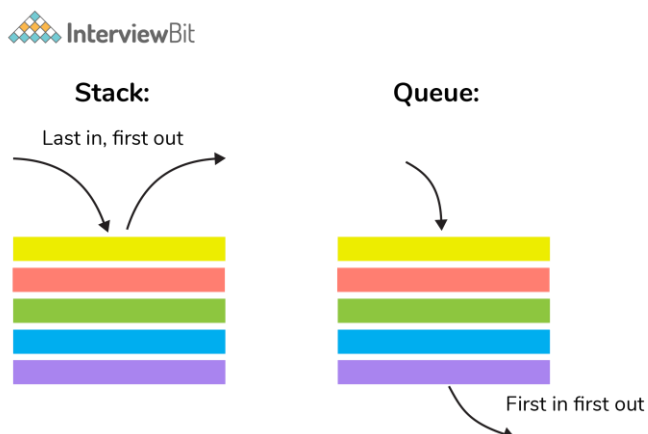 InterviewBit
Stack:
Queue:
Last in, first out
First in first out